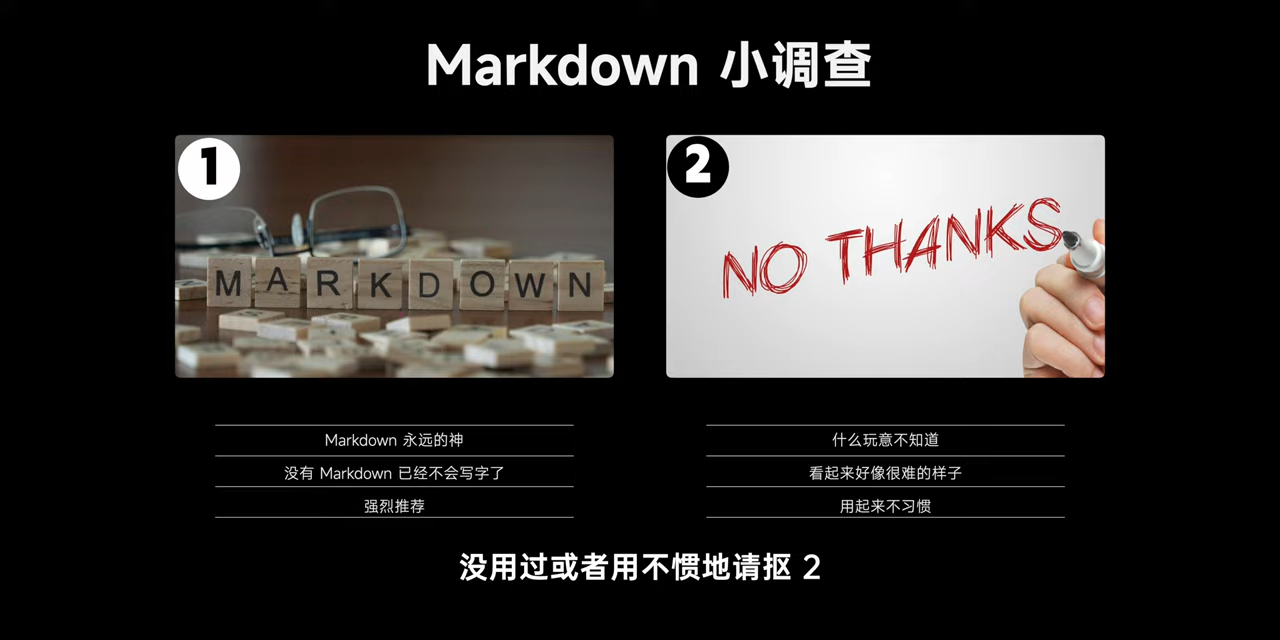 Markdown 小调查
1
MARKDOWN
2
NO THANKS
Markdown 永远的神
没有 Markdown 已经不会写字了
强烈推荐
什么玩意不知道
看起来好像很难的样子
用起来不习惯
没用过或者用不惯地请抠 2